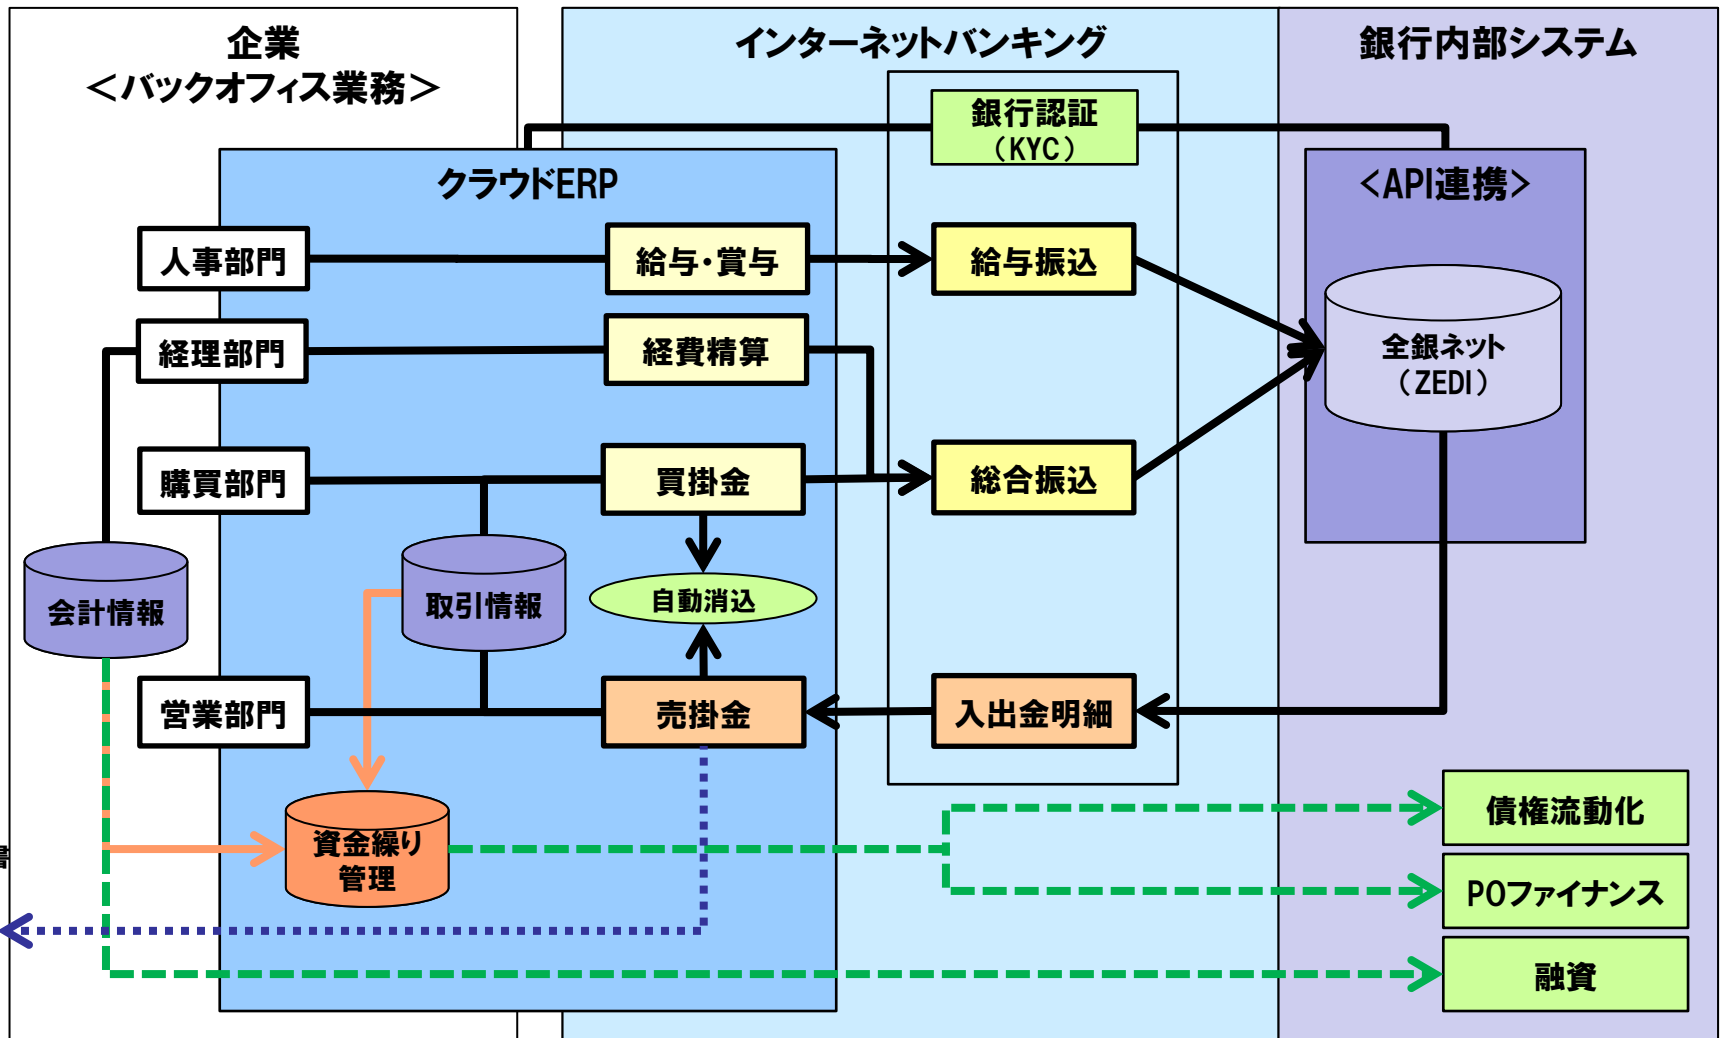 企業
＜バックオフィス業務＞
インターネットバンキング
銀行内部システム
銀行認証
（KYC）
クラウドERP
＜API連携＞
人事部門
給与・賞与
給与振込
経理部門
経費精算
全銀ネット
（ZEDI）
購買部門
買掛金
総合振込
会計情報
取引情報
自動消込
営業部門
売掛金
入出金明細
資金繰り
管理
債権流動化
書
POファイナンス
融資